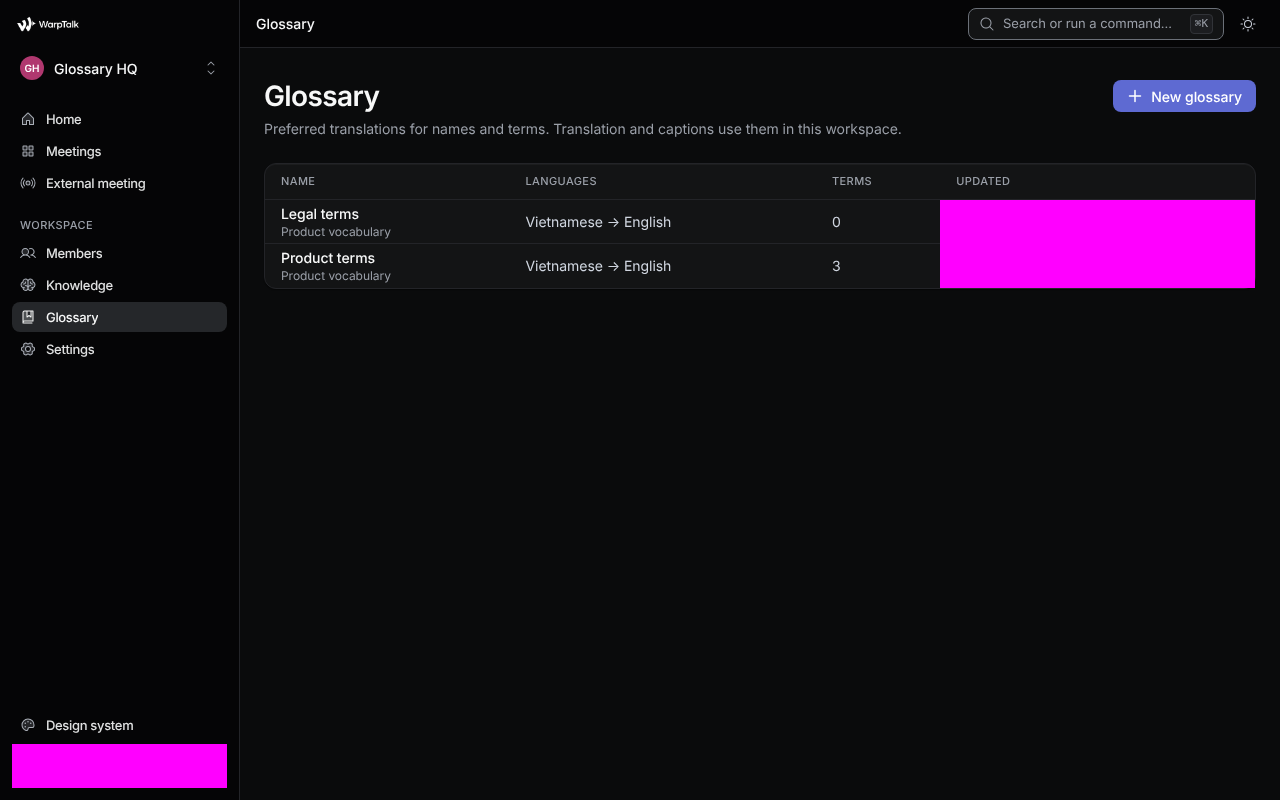 WarpTalk
Glossary
Search or run a command... ⌘K
GH Glossary HQ
Home
Meetings
External meeting
WORKSPACE
Members
Knowledge
Glossary
Settings
Design system
Glossary
New glossary
Preferred translations for names and terms. Translation and captions use them in this workspace.
NAME LANGUAGES TERMS UPDATED
Legal terms
Product vocabulary
Vietnamese → English 0
Product terms
Product vocabulary
Vietnamese → English 3